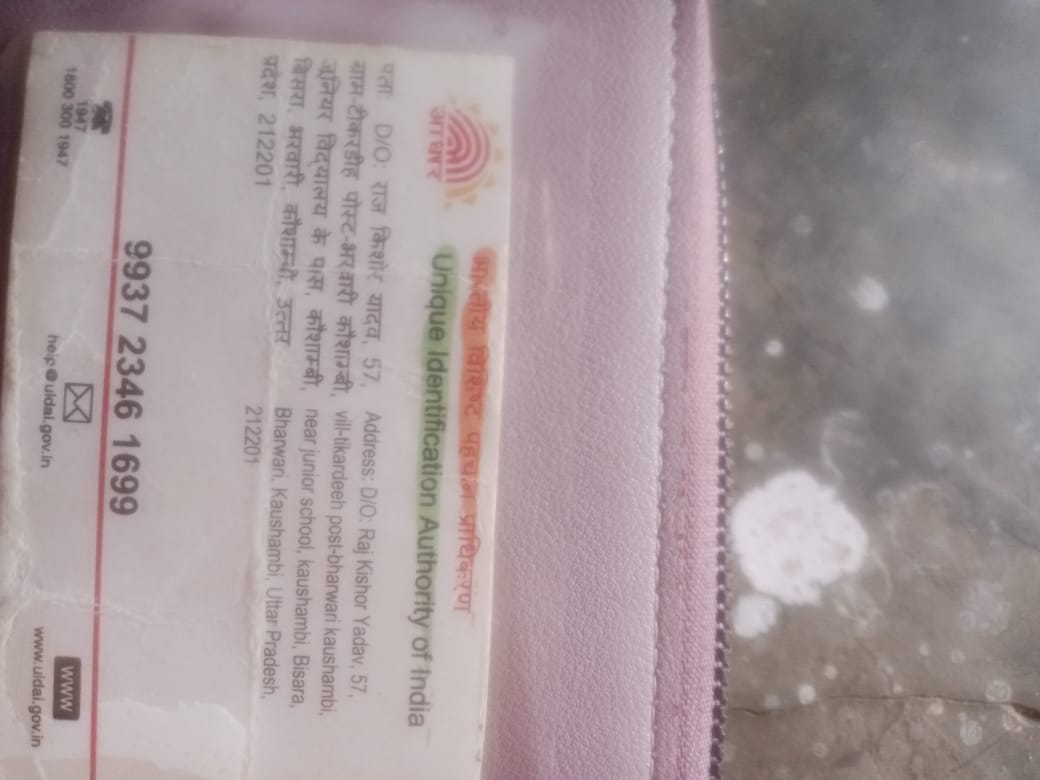 आधार
भारतीय विशिष्ट पहचान प्राधिकरण
Unique Identification Authority of India
पता: D/O: राज किशोर यादव, 57,
ग्राम-टीकरडीह पोस्ट-भरवारी कौशाम्बी,
जूनियर विद्यालय के पास, कौशाम्बी,
बिसरा, भरवारी, कौशाम्बी, उत्तर
प्रदेश, 212201
Address: D/O: Raj Kishor Yadav, 57,
vill-tikardeeh post-bharwari kaushambi,
near junior school, kaushambi, Bisara,
Bharwari, Kaushambi, Uttar Pradesh,
212201
9937 2346 1699
1947
1800 300 1947
help@uidai.gov.in
www
www.uidai.gov.in